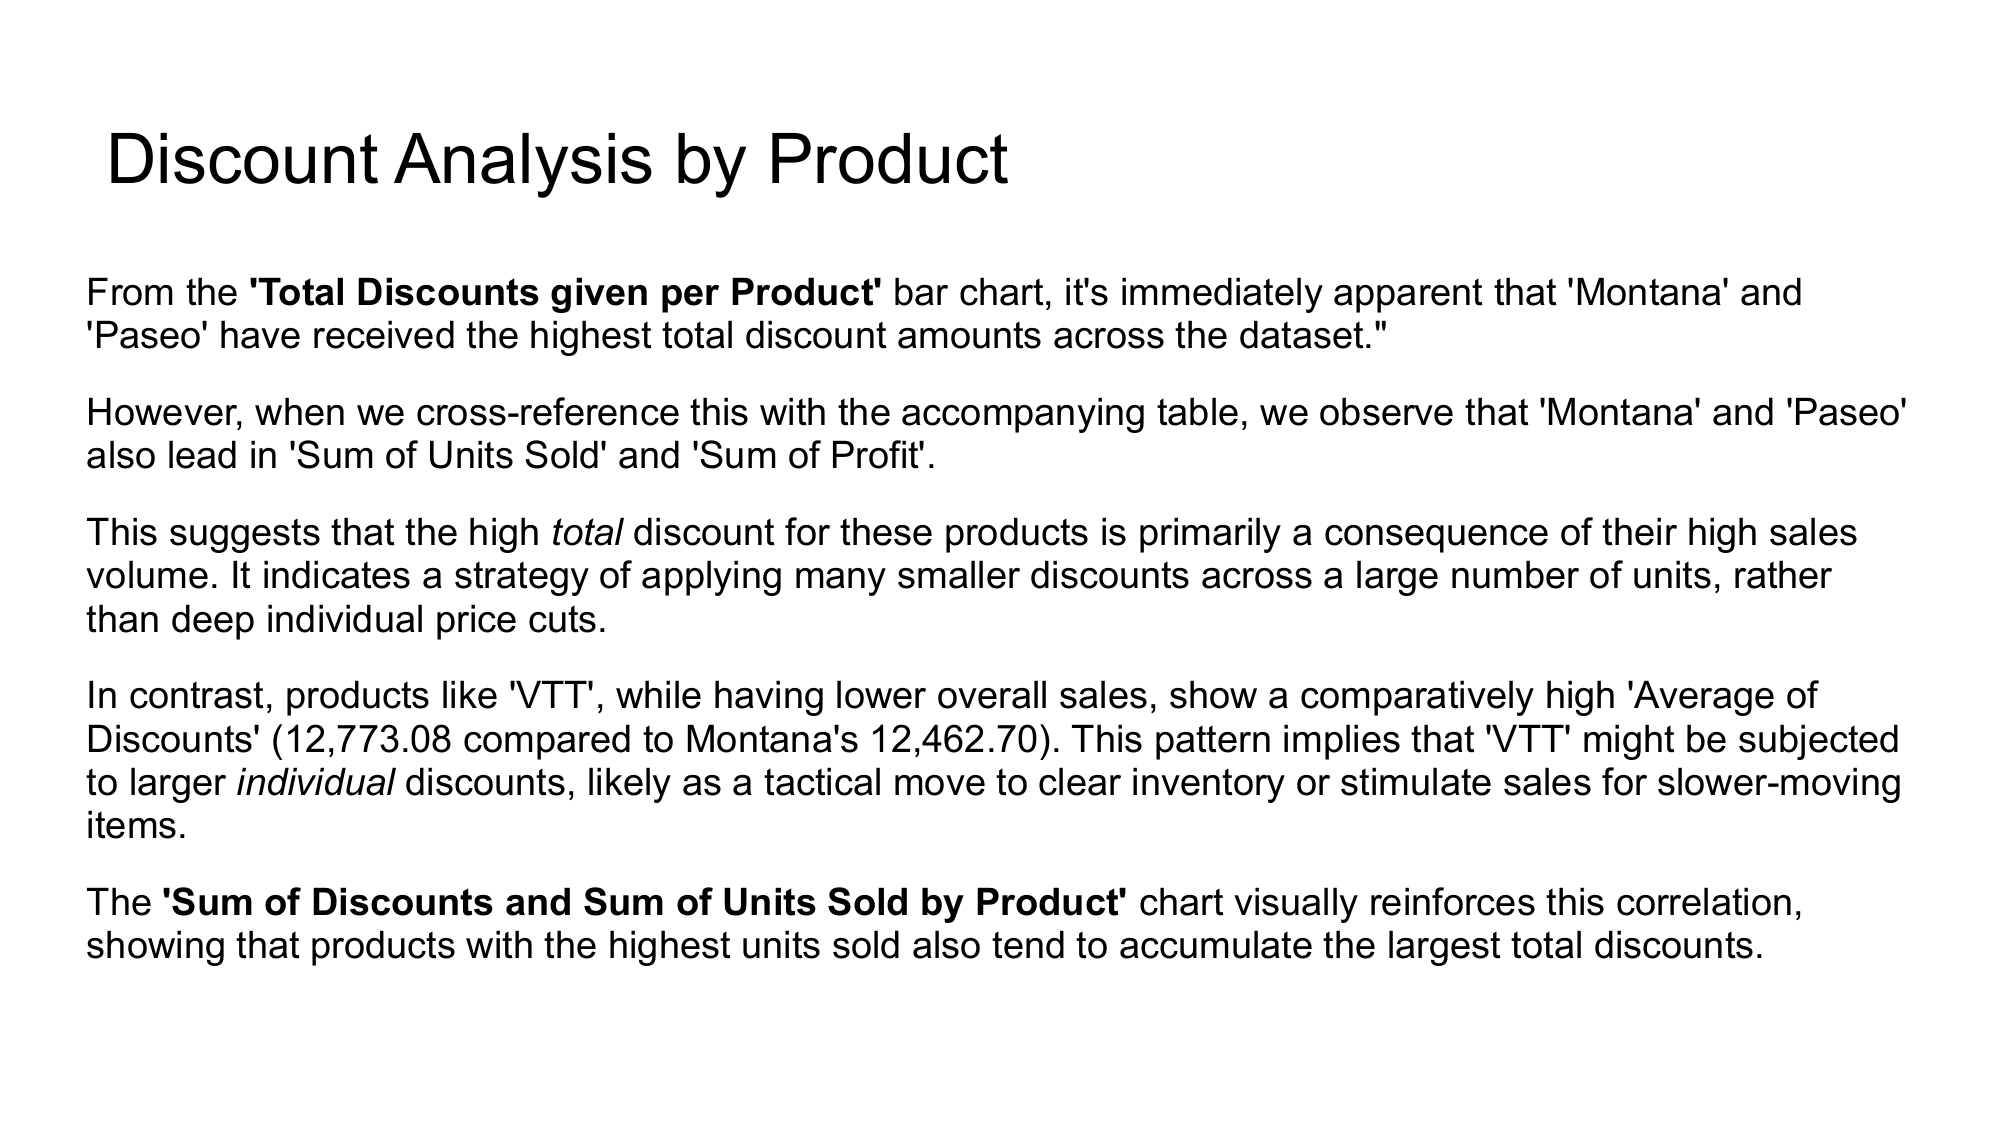 Discount Analysis by Product
From the 'Total Discounts given per Product' bar chart, it's immediately apparent that 'Montana' and
'Paseo' have received the highest total discount amounts across the dataset."
However, when we cross-reference this with the accompanying table, we observe that 'Montana' and 'Paseo'
also lead in 'Sum of Units Sold' and 'Sum of Profit'.
This suggests that the high total discount for these products is primarily a consequence of their high sales
volume. It indicates a strategy of applying many smaller discounts across a large number of units, rather
than deep individual price cuts.
In contrast, products like 'VTT', while having lower overall sales, show a comparatively high 'Average of
Discounts' (12,773.08 compared to Montana's 12,462.70). This pattern implies that 'VTT' might be subjected
to larger individual discounts, likely as a tactical move to clear inventory or stimulate sales for slower-moving
items.
The 'Sum of Discounts and Sum of Units Sold by Product' chart visually reinforces this correlation,
showing that products with the highest units sold also tend to accumulate the largest total discounts.